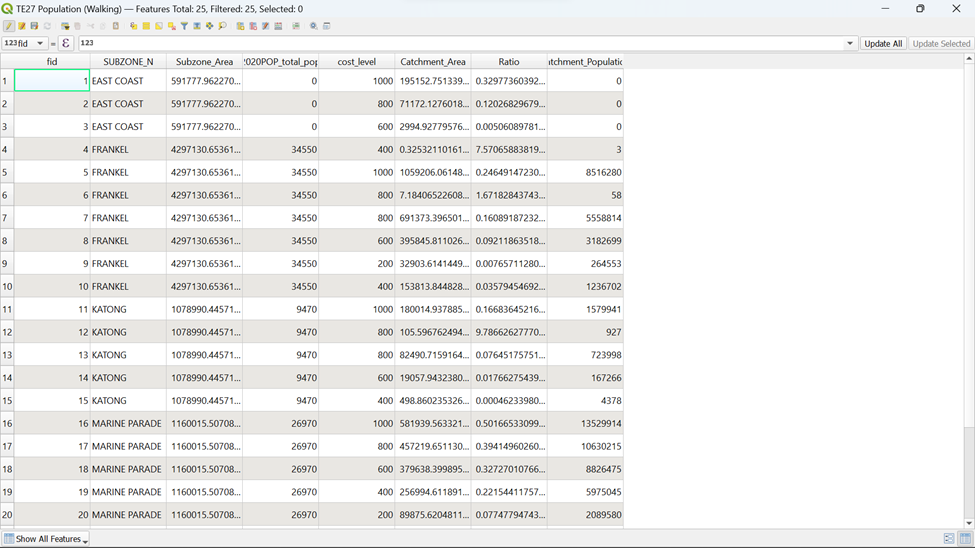 TE27 Population (Walking) — Features Total: 25, Filtered: 25, Selected: 0
123 fid = ε 123 Update All Update Selected
fid SUBZONE_N Subzone_Area 2020POP_total_pop cost_level Catchment_Area Ratio atchment_Populatic
1 1 EAST COAST 591777.962270... 0 1000 195152.751339... 0.32977360392... 0
2 2 EAST COAST 591777.962270... 0 800 71172.1276018... 0.12026829679... 0
3 3 EAST COAST 591777.962270... 0 600 2994.92779576... 0.00506089781... 0
4 4 FRANKEL 4297130.65361... 34550 400 0.32532110161... 7.57065883819... 3
5 5 FRANKEL 4297130.65361... 34550 1000 1059206.06148... 0.24649147230... 8516280
6 6 FRANKEL 4297130.65361... 34550 800 7.18406522608... 1.67182843743... 58
7 7 FRANKEL 4297130.65361... 34550 800 691373.396501... 0.16089187232... 5558814
8 8 FRANKEL 4297130.65361... 34550 600 395845.811026... 0.09211863518... 3182699
9 9 FRANKEL 4297130.65361... 34550 200 32903.6141449... 0.00765711280... 264553
10 10 FRANKEL 4297130.65361... 34550 400 153813.844828... 0.03579454692... 1236702
11 11 KATONG 1078990.44571... 9470 1000 180014.937885... 0.16683645216... 1579941
12 12 KATONG 1078990.44571... 9470 800 105.596762494... 9.78662627770... 927
13 13 KATONG 1078990.44571... 9470 800 82490.7159164... 0.07645175751... 723998
14 14 KATONG 1078990.44571... 9470 600 19057.9432380... 0.01766275439... 167266
15 15 KATONG 1078990.44571... 9470 400 498.860235326... 0.00046233980... 4378
16 16 MARINE PARADE 1160015.50708... 26970 1000 581939.563321... 0.50166533099... 13529914
17 17 MARINE PARADE 1160015.50708... 26970 800 457219.651130... 0.39414960260... 10630215
18 18 MARINE PARADE 1160015.50708... 26970 600 379638.399895... 0.32727010766... 8826475
19 19 MARINE PARADE 1160015.50708... 26970 400 256994.611891... 0.22154411757... 5975045
20 20 MARINE PARADE 1160015.50708... 26970 200 89875.6204811... 0.07747794743... 2089580
Show All Features